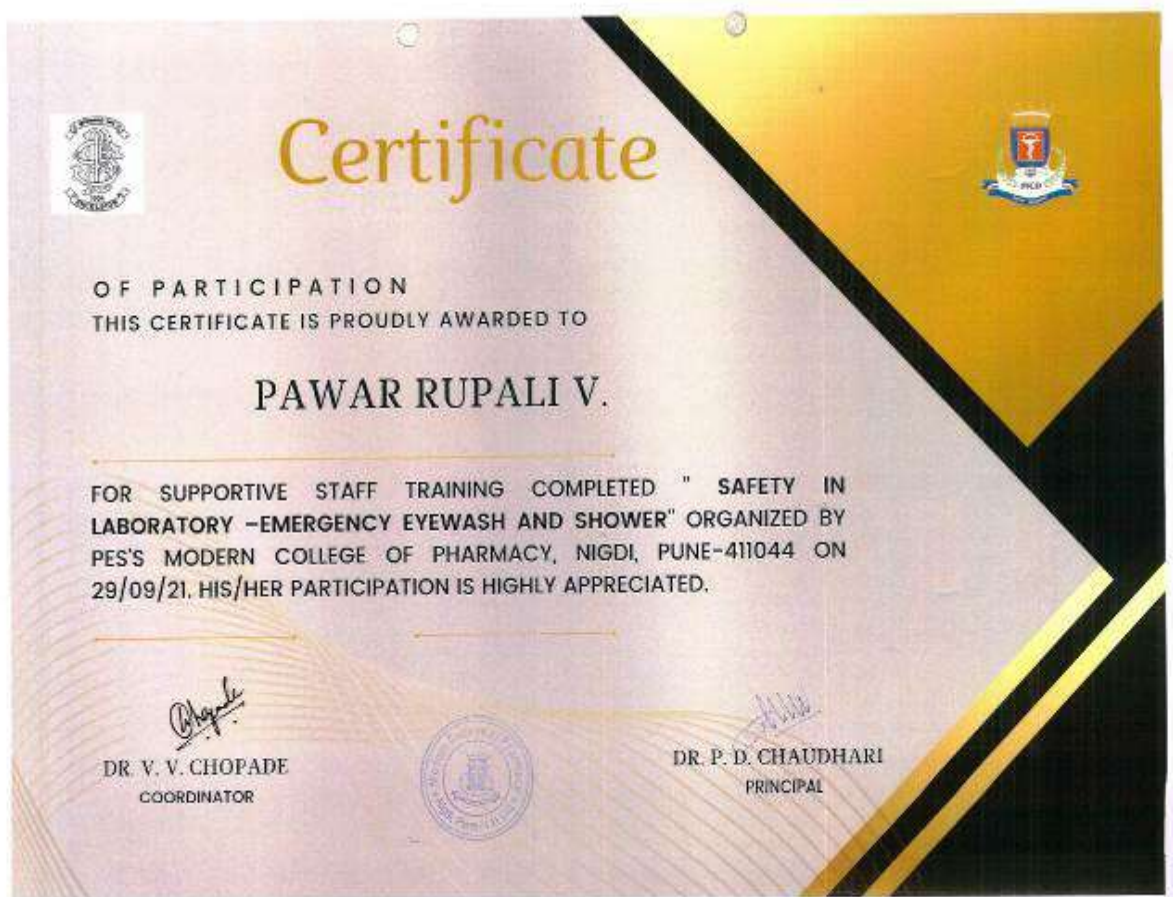 Certificate
OF PARTICIPATION
THIS CERTIFICATE IS PROUDLY AWARDED TO
PAWAR RUPALI V.
FOR SUPPORTIVE STAFF TRAINING COMPLETED " SAFETY IN
LABORATORY –EMERGENCY EYEWASH AND SHOWER" ORGANIZED BY
PES'S MODERN COLLEGE OF PHARMACY, NIGDI, PUNE-411044 ON
29/09/21. HIS/HER PARTICIPATION IS HIGHLY APPRECIATED.
Chopade
DR. V. V. CHOPADE
COORDINATOR
DR. P. D. CHAUDHARI
PRINCIPAL